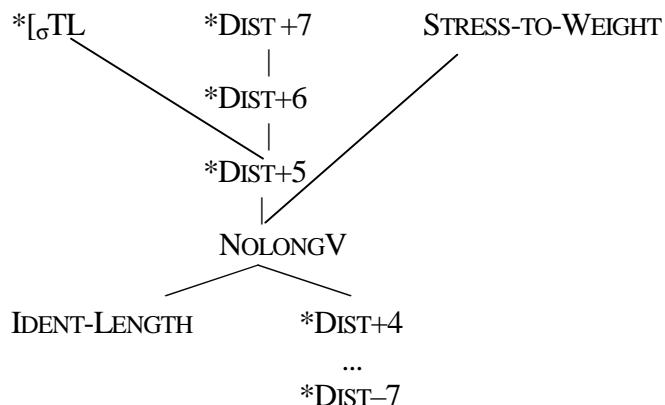 *[σTL *DIST +7 STRESS-TO-WEIGHT
*DIST+6
*DIST+5
NOLONGV
IDENT-LENGTH *DIST+4
...
*DIST–7